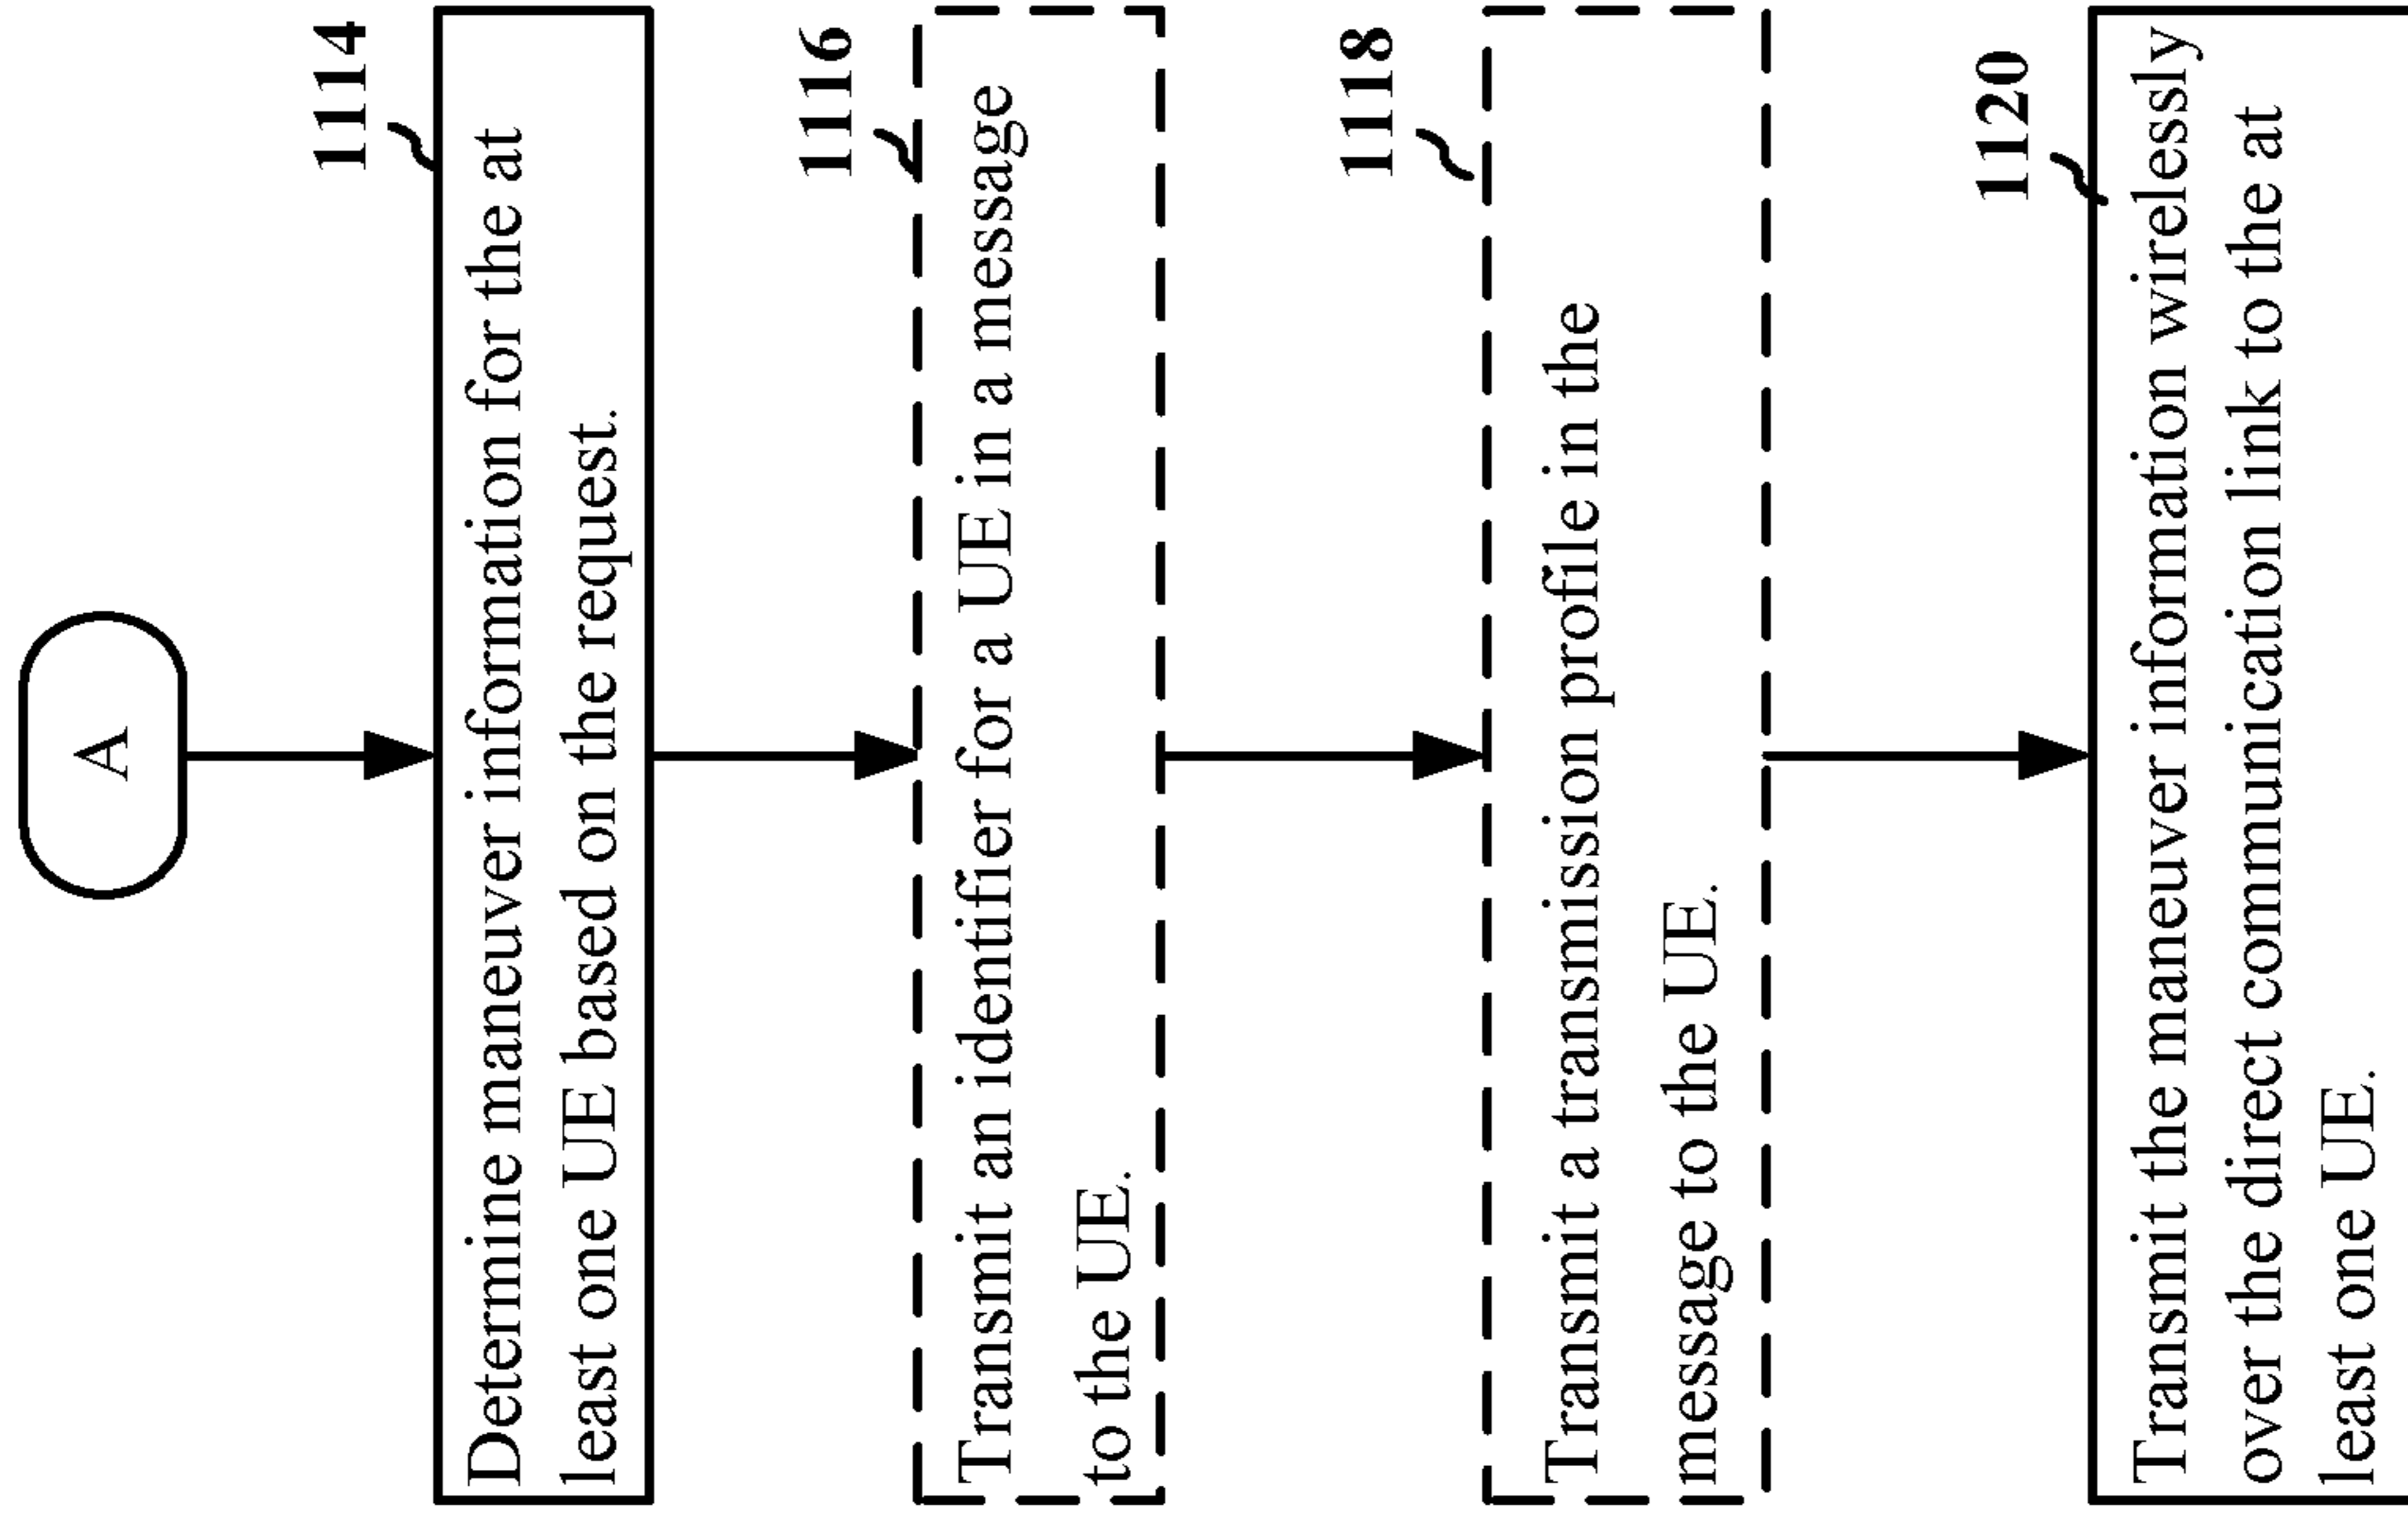 A
1114
Determine maneuver information for the at
least one UE based on the request.
1116
Transmit an identifier for a UE in a message
to the UE.
1118
Transmit a transmission profile in the
message to the UE.
1120
Transmit the maneuver information wirelessly
over the direct communication link to the at
least one UE.